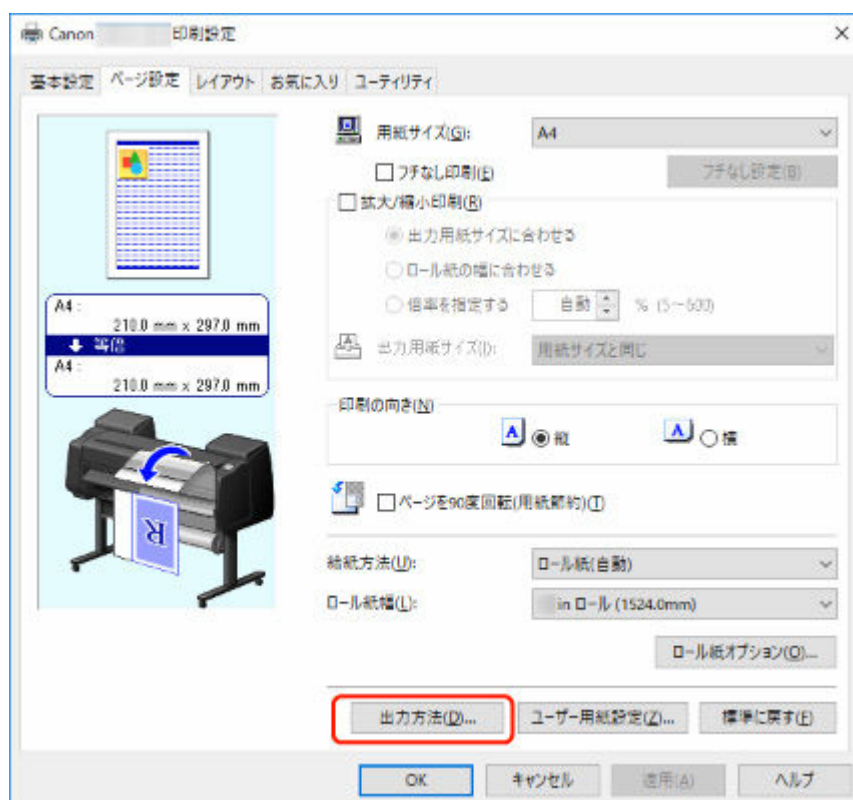 Canon 印刷設定
基本設定 ページ設定 レイアウト お気に入り ユーティリティ
用紙サイズ(G): A4
フチなし印刷(F) フチなし設定(B)
拡大/縮小印刷(R)
出力用紙サイズに合わせる
ロール紙の幅に合わせる
倍率を指定する 自動 % (5～600)
出力用紙サイズ(I): 用紙サイズと同じ
A4 :
210.0 mm x 297.0 mm
等倍
A4 :
210.0 mm x 297.0 mm
印刷の向き(N)
A 縦 A 横
ページを90度回転(用紙節約)(T)
R
給紙方法(U): ロール紙(自動)
ロール紙幅(L): in ロール (1524.0mm)
ロール紙オプション(O)...
出力方法(D)... ユーザー用紙設定(Z)... 標準に戻す(F)
OK キャンセル 適用(A) ヘルプ